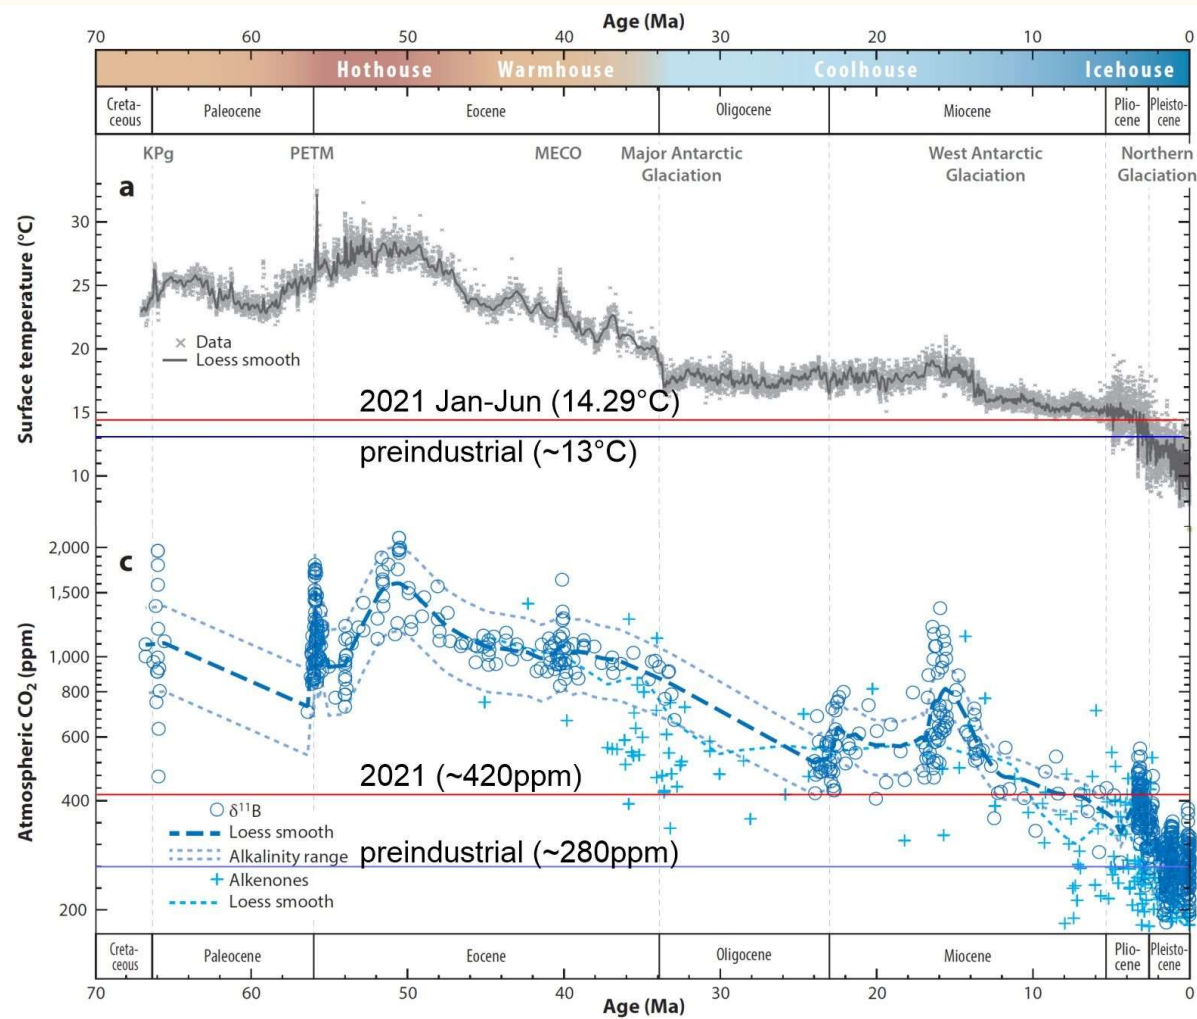 Age (Ma)
70 60 50 40 30 20 10 0
Hothouse Warmhouse Coolhouse Icehouse
Creta-
ceous
Paleocene
Eocene
Oligocene
Miocene
Plio-
cene
Pleisto-
cene
KPg
PETM
MECO
Major Antarctic
Glaciation
West Antarctic
Glaciation
Northern
Glaciation
a
Surface temperature (°C)
30
25
20
15
10
Data
Loess smooth
2021 Jan-Jun (14.29°C)
preindustrial (~13°C)
c
Atmospheric CO₂ (ppm)
2,000
1,500
1,000
800
600
400
200
2021 (~420ppm)
δ¹¹B
Loess smooth
Alkalinity range
preindustrial (~280ppm)
Alkenones
Loess smooth
Creta-
ceous
Paleocene
Eocene
Oligocene
Miocene
Plio-
cene
Pleisto-
cene
70 60 50 40 30 20 10 0
Age (Ma)